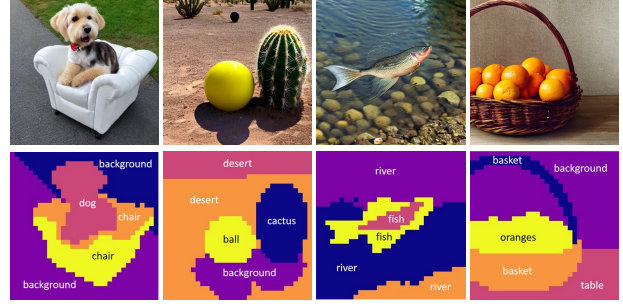 background
dog
chair
chair
background
desert
desert
cactus
ball
background
river
fish
fish
river
river
basket
background
oranges
basket
table